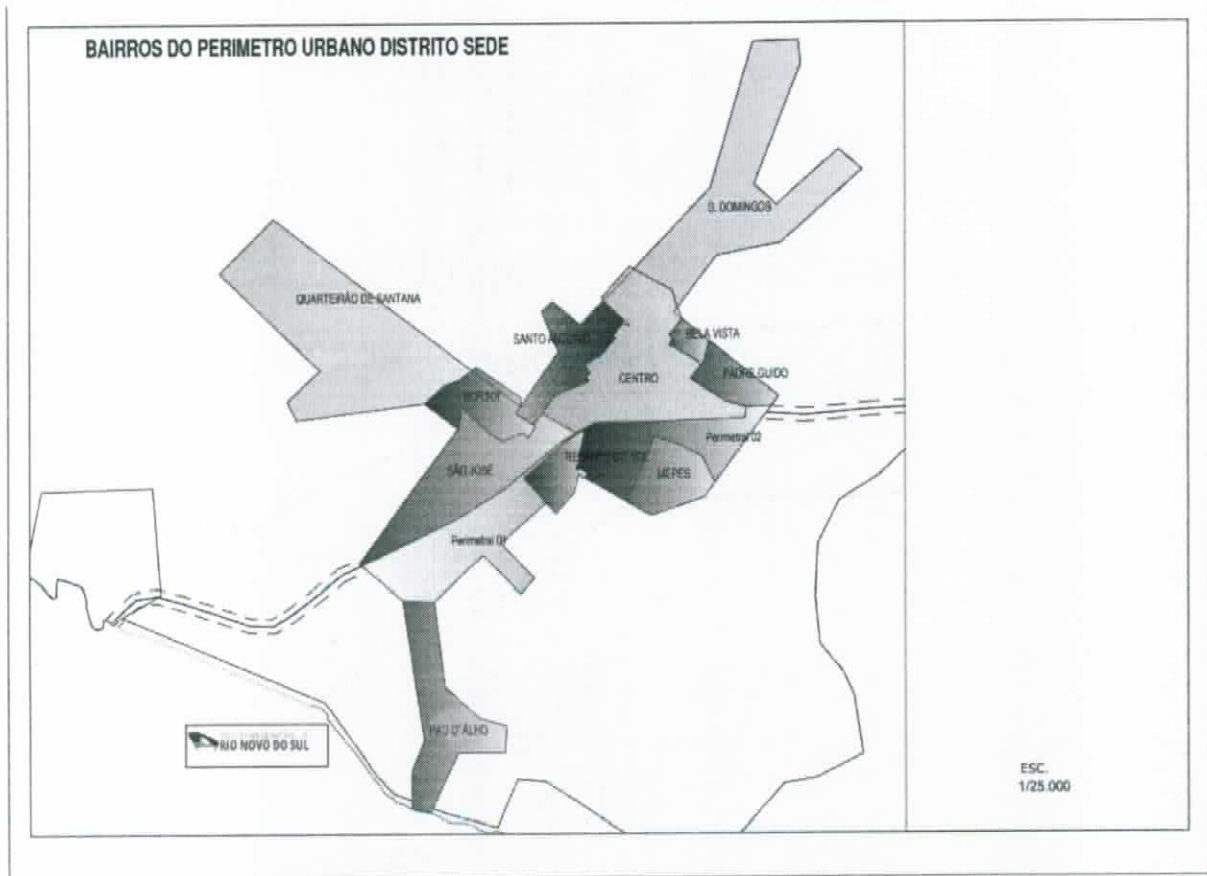 BAIRROS DO PERIMETRO URBANO DISTRITO SEDE
S. DOMINGOS
QUARTEIRÃO DE SANTANA
SANTO ANTONIO
BELA VISTA
PADRE GUIDO
CENTRO
Perimetral 02
SÃO JOSE
MEPES
Perimetral 01
PAU D'ALHO
RIO NOVO DO SUL
ESC.
1/25.000